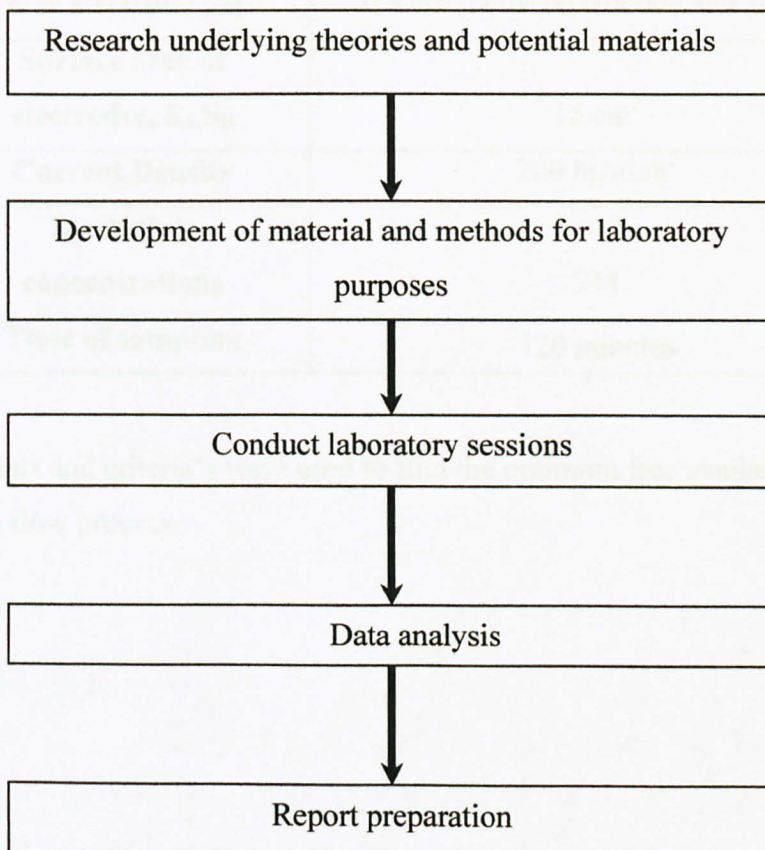 Research underlying theories and potential materials
Development of material and methods for laboratory
purposes
Conduct laboratory sessions
Data analysis
Report preparation